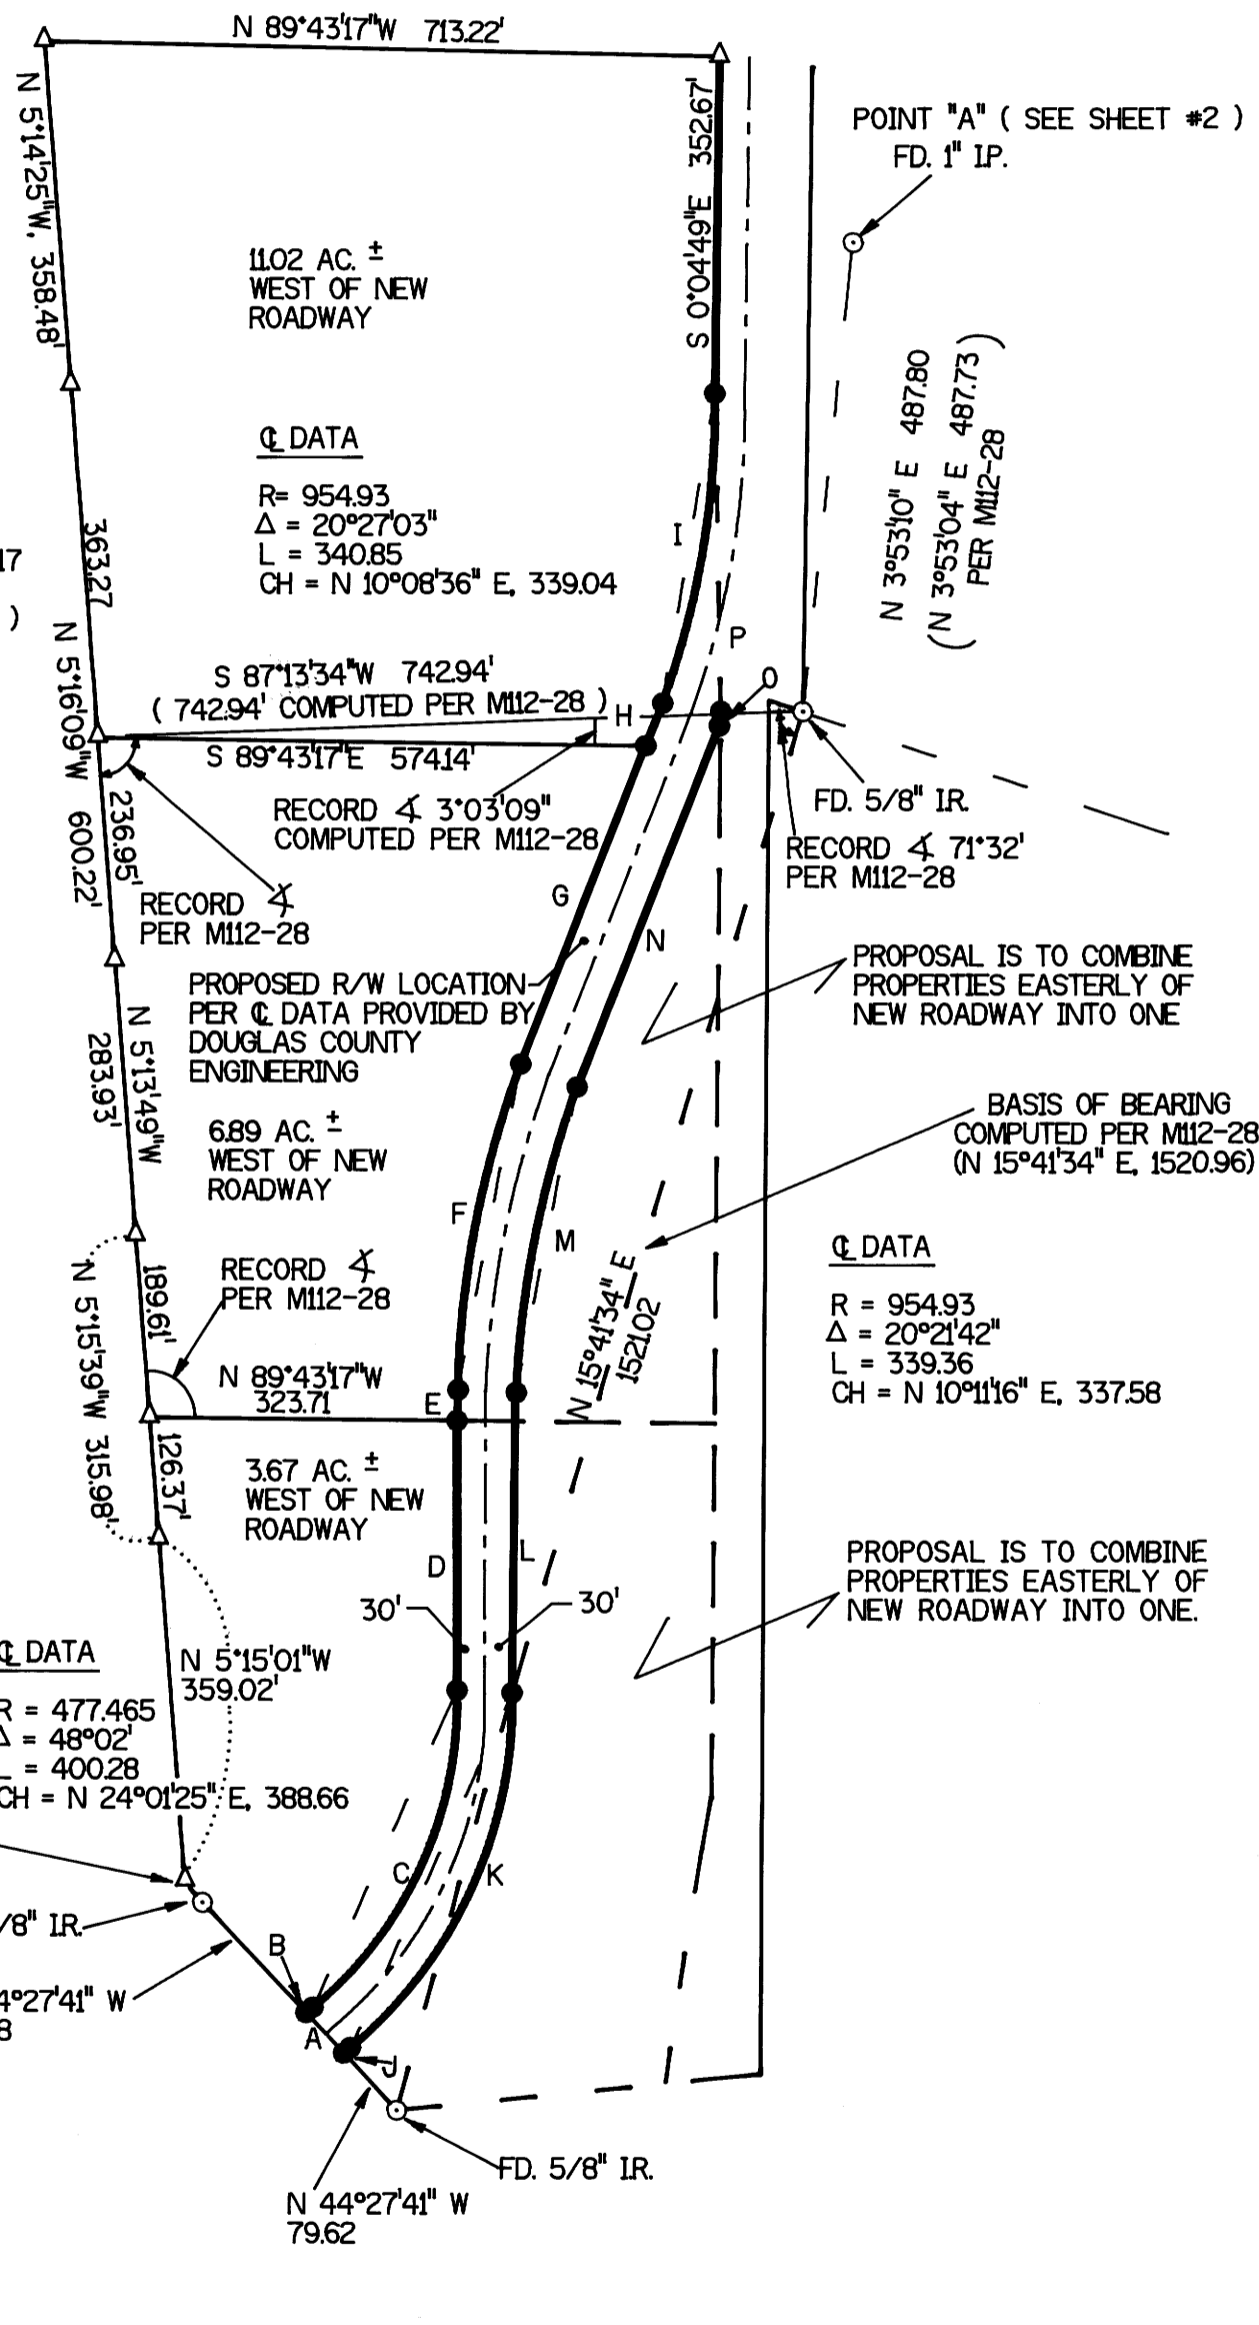 N 89°43'17"W 713.22'
N 5°14'25"W, 358.48'
S 0°04'49"E 352.67'
POINT "A" ( SEE SHEET #2 )
FD. 1" I.P.
11.02 AC. ±
WEST OF NEW
ROADWAY
℄ DATA
R= 954.93
Δ = 20°27'03"
L = 340.85
CH = N 10°08'36" E, 339.04
N 3°53'10" E 487.80
( N 3°53'04" E 487.73 )
PER M112-28
363.27
17
)
I
P
O
N 5°16'09"W 600.22'
S 87°13'34"W 742.94'
( 742.94' COMPUTED PER M112-28 )
H
S 89°43'17"E 574.14'
RECORD ∡ 3°03'09"
COMPUTED PER M112-28
FD. 5/8" I.R.
RECORD ∡ 71°32'
PER M112-28
236.95'
RECORD ∡
PER M112-28
G
N
PROPOSED R/W LOCATION
PER ℄ DATA PROVIDED BY
DOUGLAS COUNTY
ENGINEERING
PROPOSAL IS TO COMBINE
PROPERTIES EASTERLY OF
NEW ROADWAY INTO ONE
N 5°13'49"W
283.93'
6.89 AC. ±
WEST OF NEW
ROADWAY
BASIS OF BEARING
COMPUTED PER M112-28
(N 15°41'34" E, 1520.96)
F
M
N 15°41'34" E
1521.02
℄ DATA
R = 954.93
Δ = 20°21'42"
L = 339.36
CH = N 10°11'16" E, 337.58
RECORD ∡
PER M112-28
189.61'
N 5°15'39"W 315.98'
N 89°43'17"W
323.71
E
126.37'
3.67 AC. ±
WEST OF NEW
ROADWAY
D
L
30'
30'
PROPOSAL IS TO COMBINE
PROPERTIES EASTERLY OF
NEW ROADWAY INTO ONE.
℄ DATA
N 5°15'01"W
359.02'
R = 477.465
Δ = 48°02'
L = 400.28
CH = N 24°01'25" E, 388.66
C
K
/8" I.R.
B
4°27'41" W
8
A
J
FD. 5/8" I.R.
N 44°27'41" W
79.62